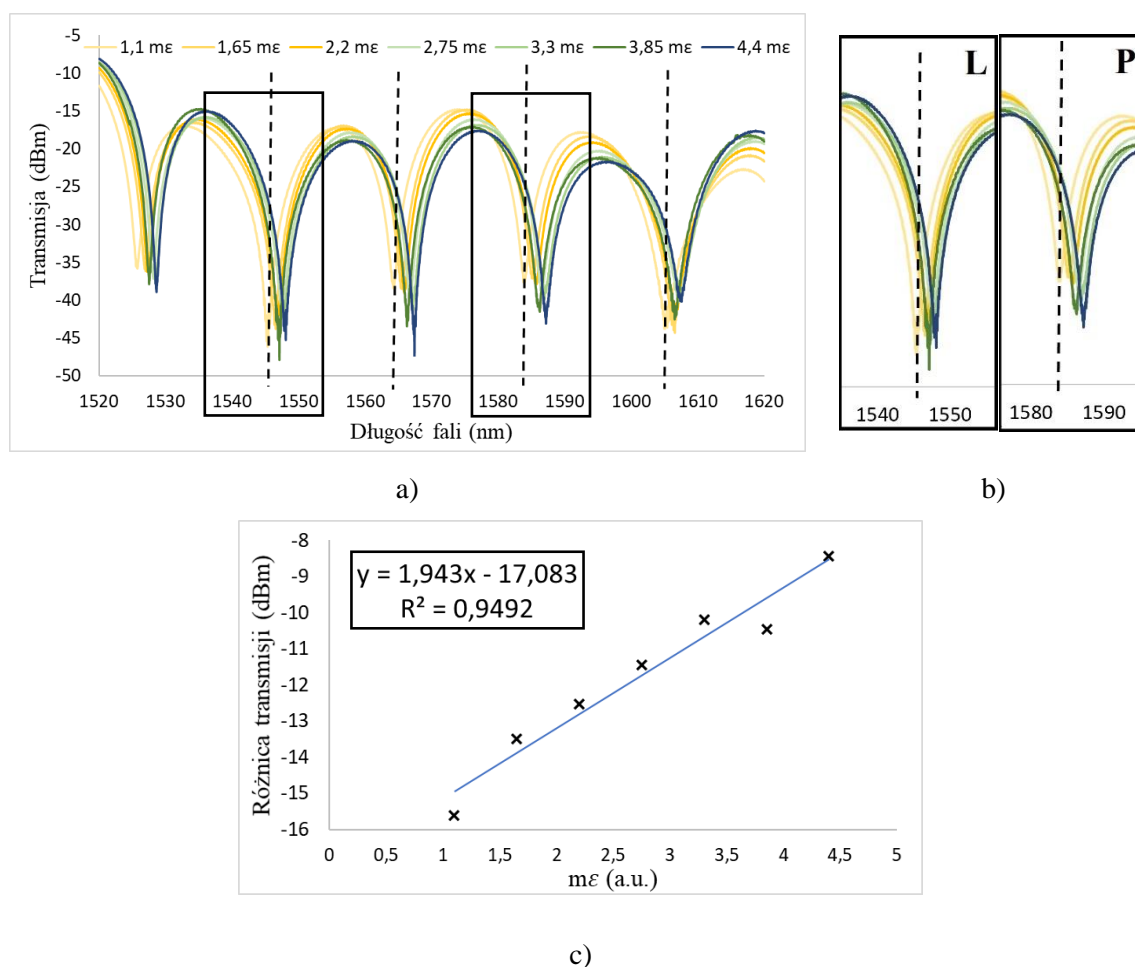 1,1 mε 1,65 mε 2,2 mε 2,75 mε 3,3 mε 3,85 mε 4,4 mε
-5
-10
-15
-20
-25
-30
-35
-40
-45
-50
Transmisja (dBm)
1520 1530 1540 1550 1560 1570 1580 1590 1600 1610 1620
Długość fali (nm)
a)
L
P
1540 1550
1580 1590
b)
-8
-9
-10
-11
-12
-13
-14
-15
-16
Różnica transmisji (dBm)
y = 1,943x - 17,083
R² = 0,9492
0 0,5 1 1,5 2 2,5 3 3,5 4 4,5 5
mε (a.u.)
c)